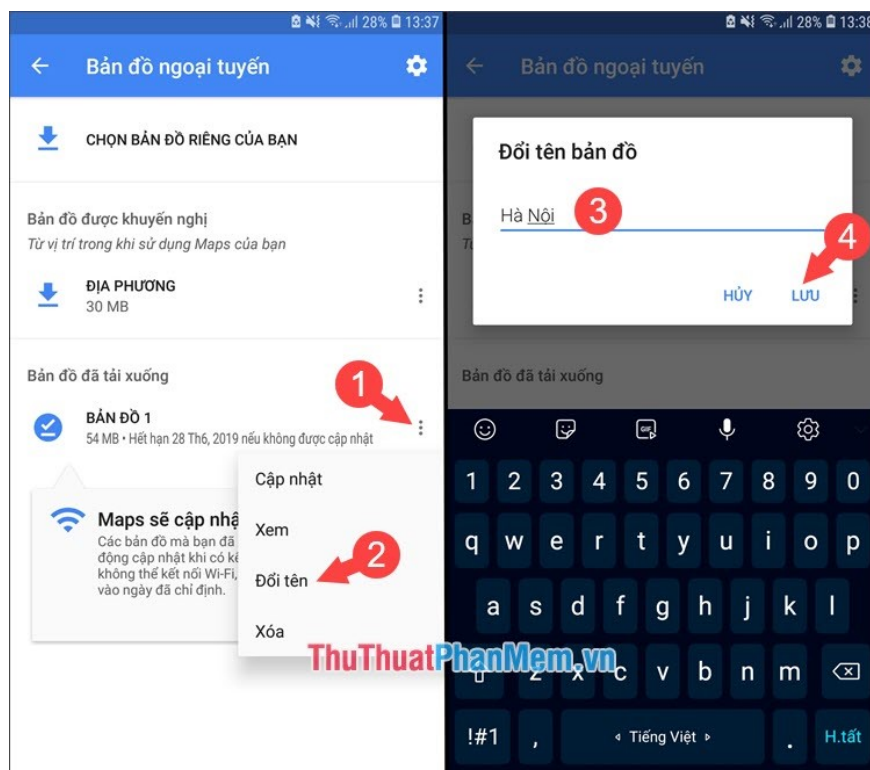 28% 13:37
Bản đồ ngoại tuyến
CHỌN BẢN ĐỒ RIÊNG CỦA BẠN
Bản đồ được khuyến nghị
Từ vị trí trong khi sử dụng Maps của bạn
ĐỊA PHƯƠNG
30 MB
Bản đồ đã tải xuống
1
BẢN ĐỒ 1
54 MB • Hết hạn 28 Th6, 2019 nếu không được cập nhật
Cập nhật
Xem
2
Đổi tên
Xóa
Maps sẽ cập
Các bản đồ mà bạn đã
động cập nhật khi có
không thể kết nối Wi-Fi,
vào ngày đã chỉ định.
28% 13:38
Bản đồ ngoại tuyến
Đổi tên bản đồ
Hà Nội
3
4
HỦY LƯU
Bản đồ đã tải xuống
GIF
1 2 3 4 5 6 7 8 9 0
q w e r t y u i o p
a s d f g h j k l
z x c v b n m
!#1 , Tiếng Việt . H.tất
ThuThuatPhanMem.vn